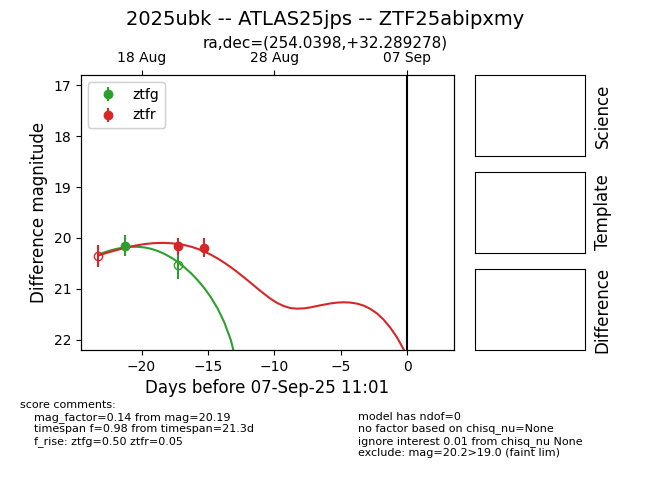 2025ubk -- ATLAS25jps -- ZTF25abipxmy
ra,dec=(254.0398,+32.289278)
18 Aug 28 Aug 07 Sep
ztfg
ztfr
17
18
19
20
21
22
Difference magnitude
−20 −15 −10 −5 0
Days before 07-Sep-25 11:01
Science
Template
Difference
score comments:
mag_factor=0.14 from mag=20.19
timespan f=0.98 from timespan=21.3d
f_rise: ztfg=0.50 ztfr=0.05
model has ndof=0
no factor based on chisq_nu=None
ignore interest 0.01 from chisq_nu None
exclude: mag=20.2>19.0 (faint lim)